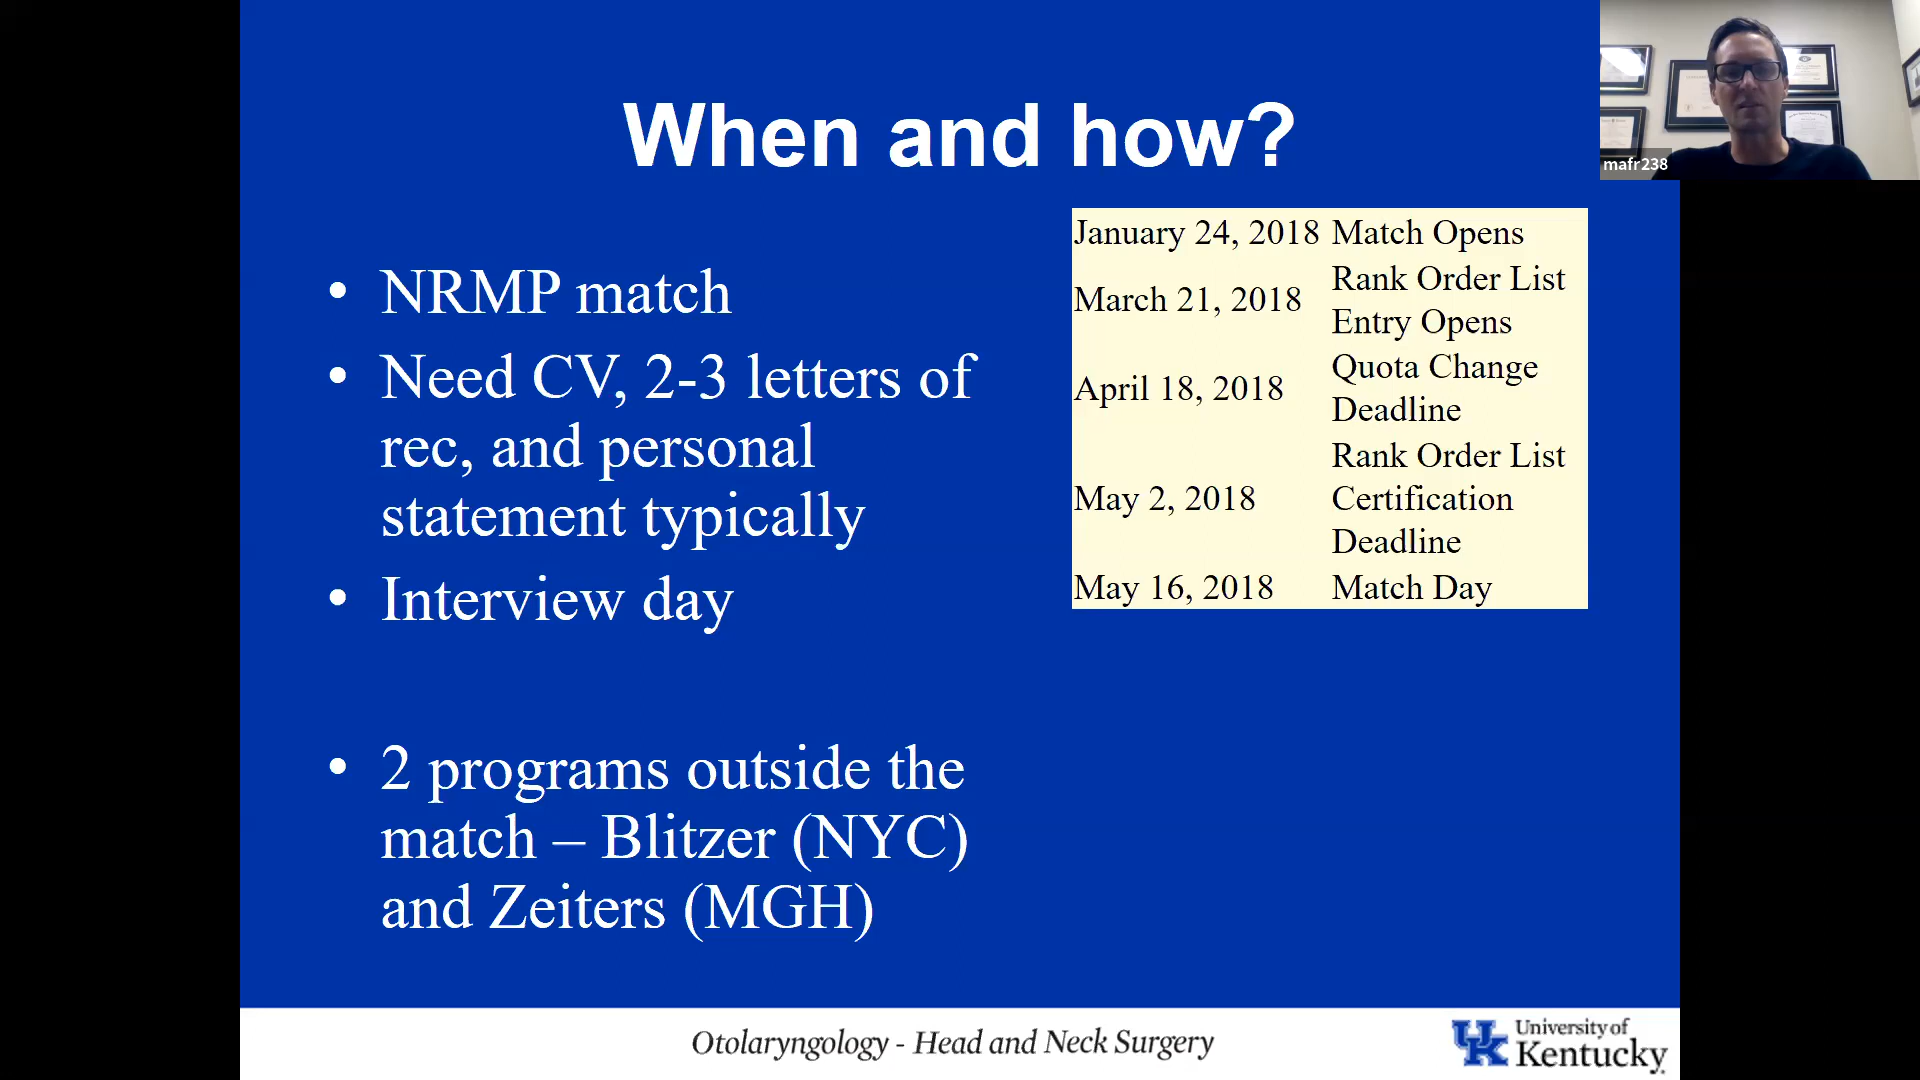 When and how?
mafr238
• NRMP match
• Need CV, 2-3 letters of
rec, and personal
statement typically
• Interview day
• 2 programs outside the
match – Blitzer (NYC)
and Zeiters (MGH)
January 24, 2018 Match Opens
March 21, 2018 Rank Order List
Entry Opens
April 18, 2018 Quota Change
Deadline
May 2, 2018 Rank Order List
Certification
Deadline
May 16, 2018 Match Day
Otolaryngology - Head and Neck Surgery
UK University of
Kentucky